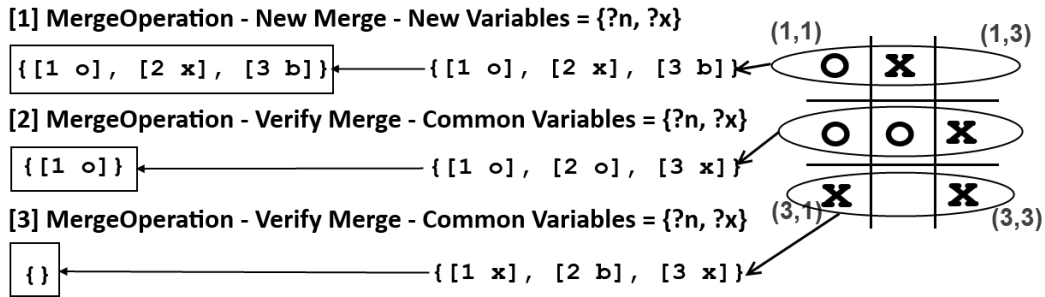 [1] MergeOperation - New Merge - New Variables = {?n, ?x}
(1,1)
(1,3)
{[1 o], [2 x], [3 b]}
{[1 o], [2 x], [3 b]}
O X
[2] MergeOperation - Verify Merge - Common Variables = {?n, ?x}
O O X
{[1 o]}
{[1 o], [2 o], [3 x]}
[3] MergeOperation - Verify Merge - Common Variables = {?n, ?x}
(3,1)
X X
(3,3)
{}
{[1 x], [2 b], [3 x]}